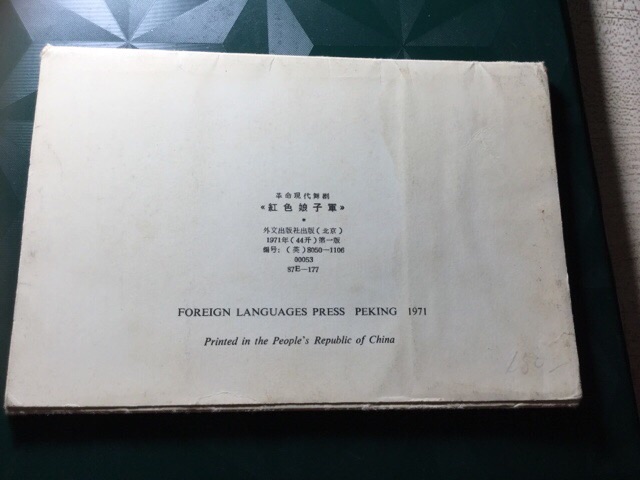 革命现代舞剧
《紅色娘子軍》
*
外文出版社出版(北京)
1971年(44开)第一版
编号:(英)8050—1106
00053
87E—177
FOREIGN LANGUAGES PRESS PEKING 1971
Printed in the People's Republic of China